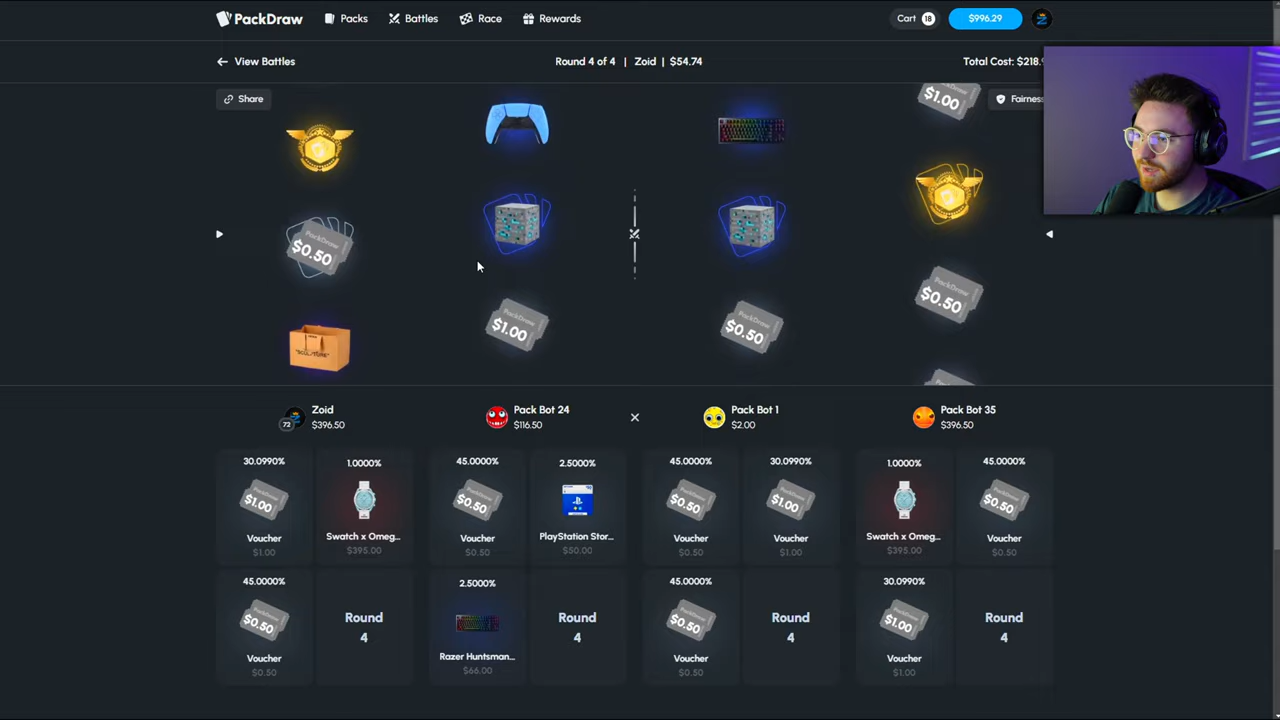 PackDraw
Packs
Battles
Race
Rewards
Cart 18
$996.29
View Battles
Round 4 of 4 | Zoid | $54.74
Total Cost: $218.
Share
Fairness
$1.00
PackDraw
$0.50
PackDraw
$1.00
PackDraw
$0.50
PackDraw
$0.50
Zoid
72
$396.50
Pack Bot 24
$116.50
Pack Bot 1
$2.00
Pack Bot 35
$396.50
30.0990%
$1.00
Voucher
$1.00
1.0000%
Swatch x Omeg...
$395.00
45.0000%
$0.50
Voucher
$0.50
2.5000%
PlayStation Stor...
$50.00
45.0000%
$0.50
Voucher
$0.50
30.0990%
$1.00
Voucher
$1.00
1.0000%
Swatch x Omeg...
$395.00
45.0000%
$0.50
Voucher
$0.50
45.0000%
$0.50
Voucher
$0.50
Round
4
2.5000%
Razer Huntsman...
$66.00
Round
4
45.0000%
$0.50
Voucher
$0.50
Round
4
30.0990%
$1.00
Voucher
$1.00
Round
4